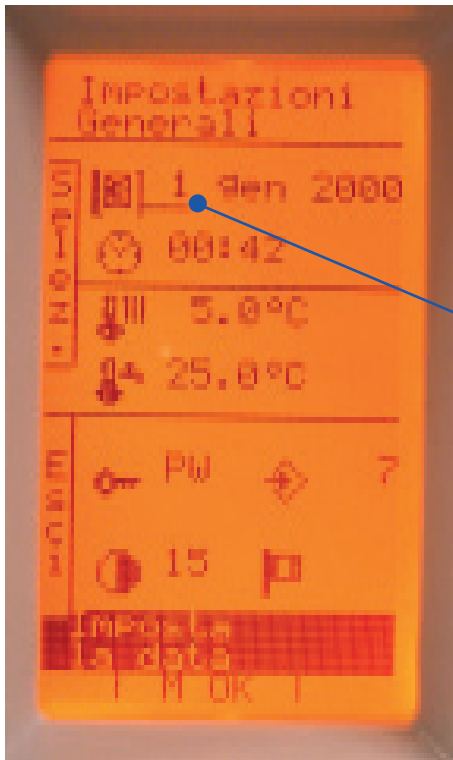 Impostazioni
Generali
1 gen 2000
00:42
5.0°C
25.0°C
PW 7
15
Imposta
la data
M OK